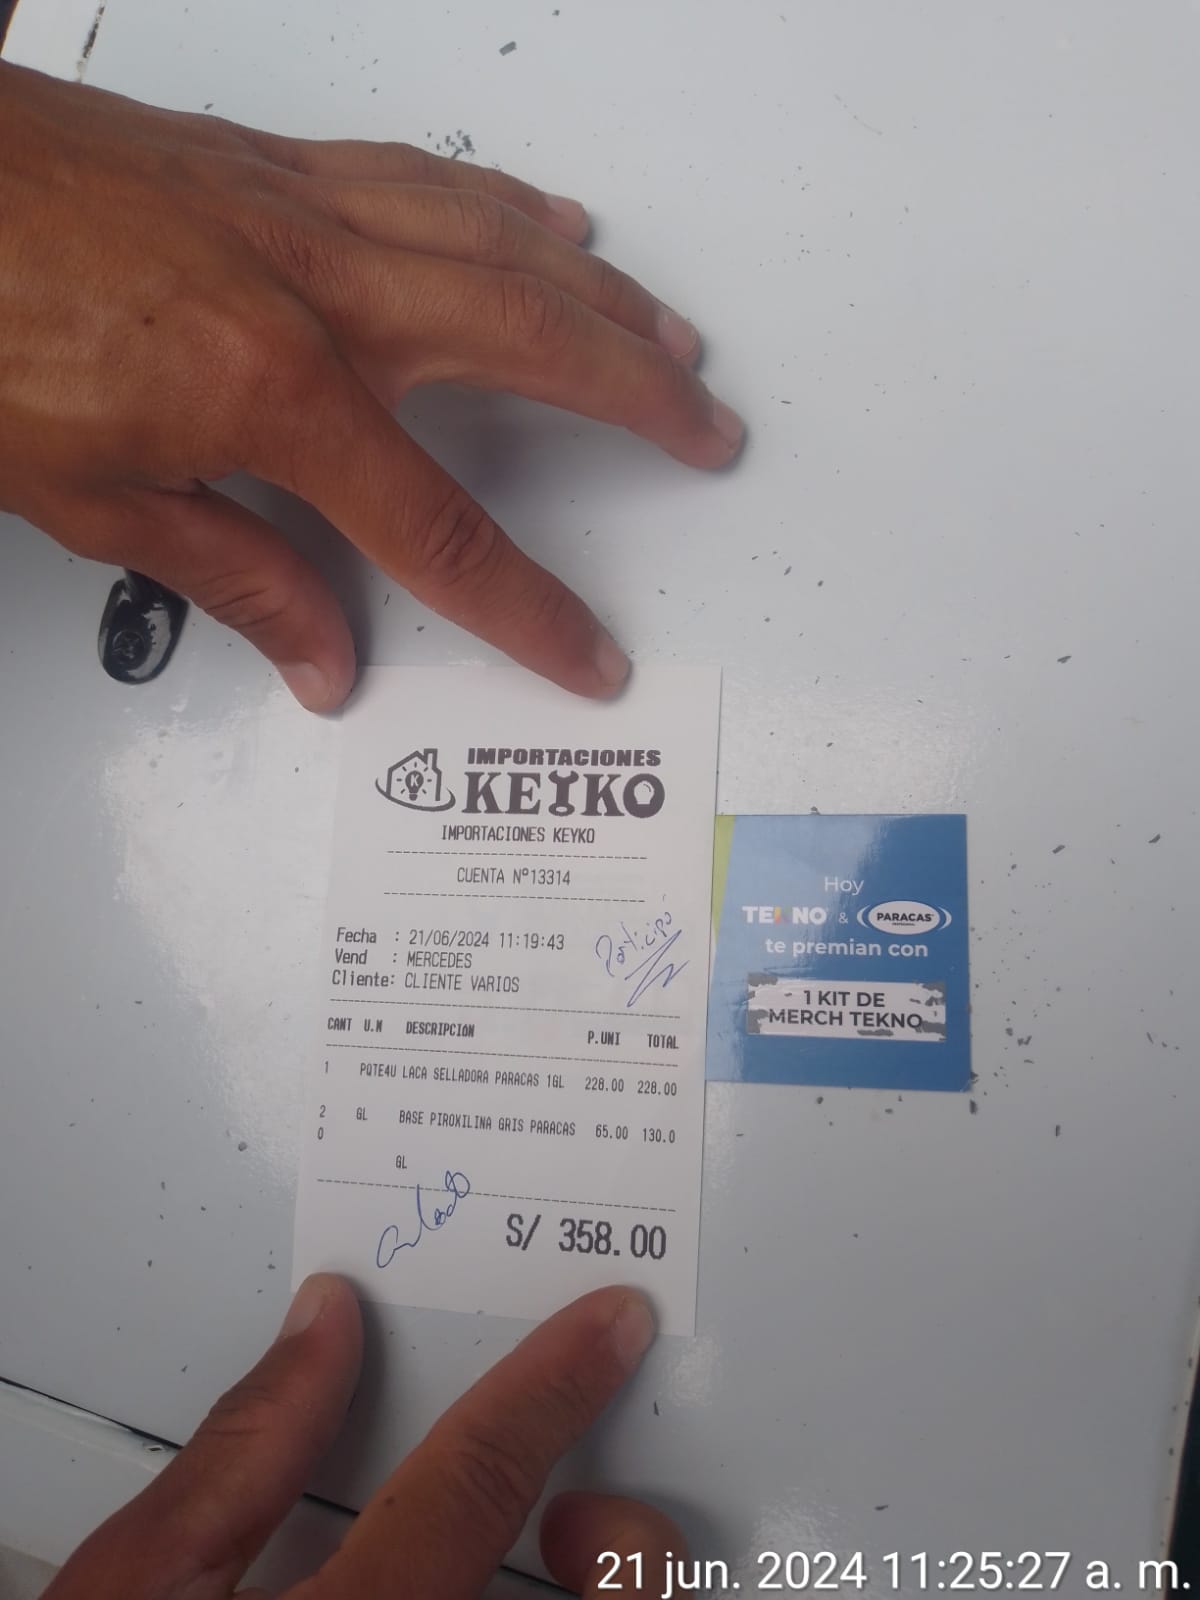 IMPORTACIONES
KEYKO
IMPORTACIONES KEYKO
CUENTA Nº13314
Participó
Fecha : 21/06/2024 11:19:43
Vend : MERCEDES
Cliente: CLIENTE VARIOS
CANT U.M DESCRIPCIÓN P.UNI TOTAL
1 PQTE4U LACA SELLADORA PARACAS 1GL 228.00 228.00
2 GL BASE PIROXILINA GRIS PARACAS 65.00 130.0
0
GL
S/ 358.00
Hoy
TEKNO & PARACAS
te premian con
1 KIT DE
MERCH TEKNO
21 jun. 2024 11:25:27 a. m.